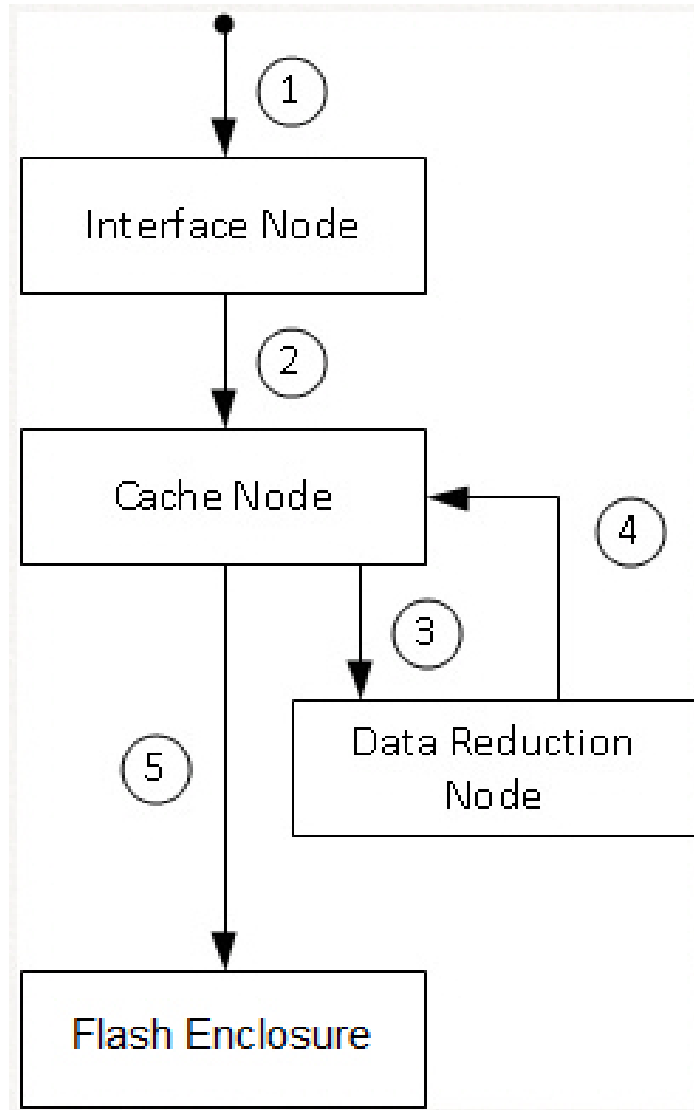 1
Interface Node
2
Cache Node
4
3
Data Reduction
Node
5
Flash Enclosure